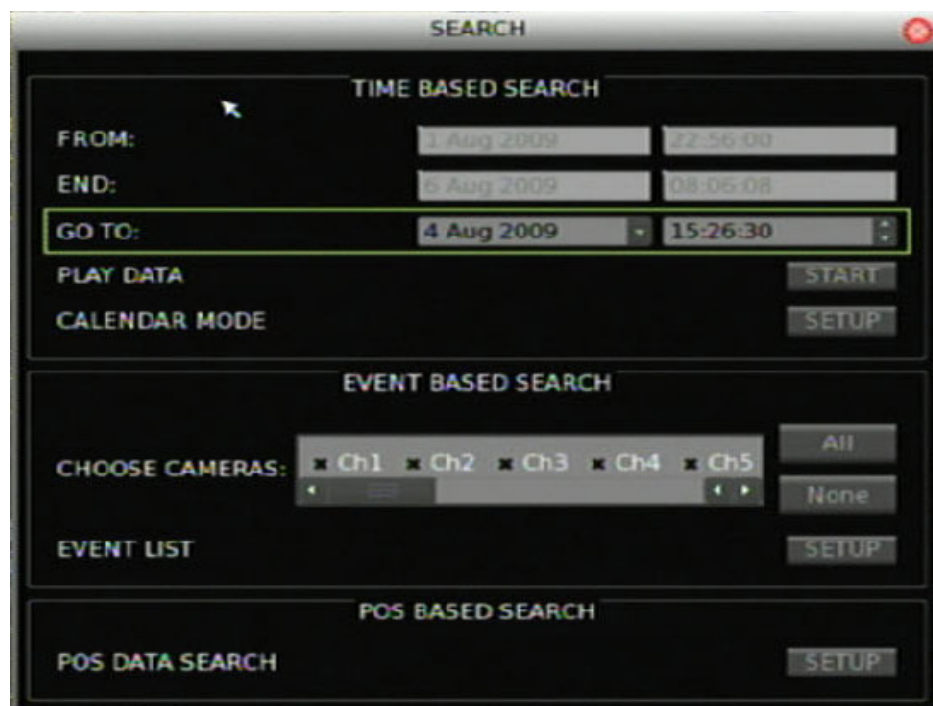 SEARCH
TIME BASED SEARCH
FROM: 1 Aug 2009 22:56:00
END: 6 Aug 2009 08:06:08
GO TO: 4 Aug 2009 15:26:30
PLAY DATA START
CALENDAR MODE SETUP
EVENT BASED SEARCH
CHOOSE CAMERAS: Ch1 Ch2 Ch3 Ch4 Ch5 All
None
EVENT LIST SETUP
POS BASED SEARCH
POS DATA SEARCH SETUP